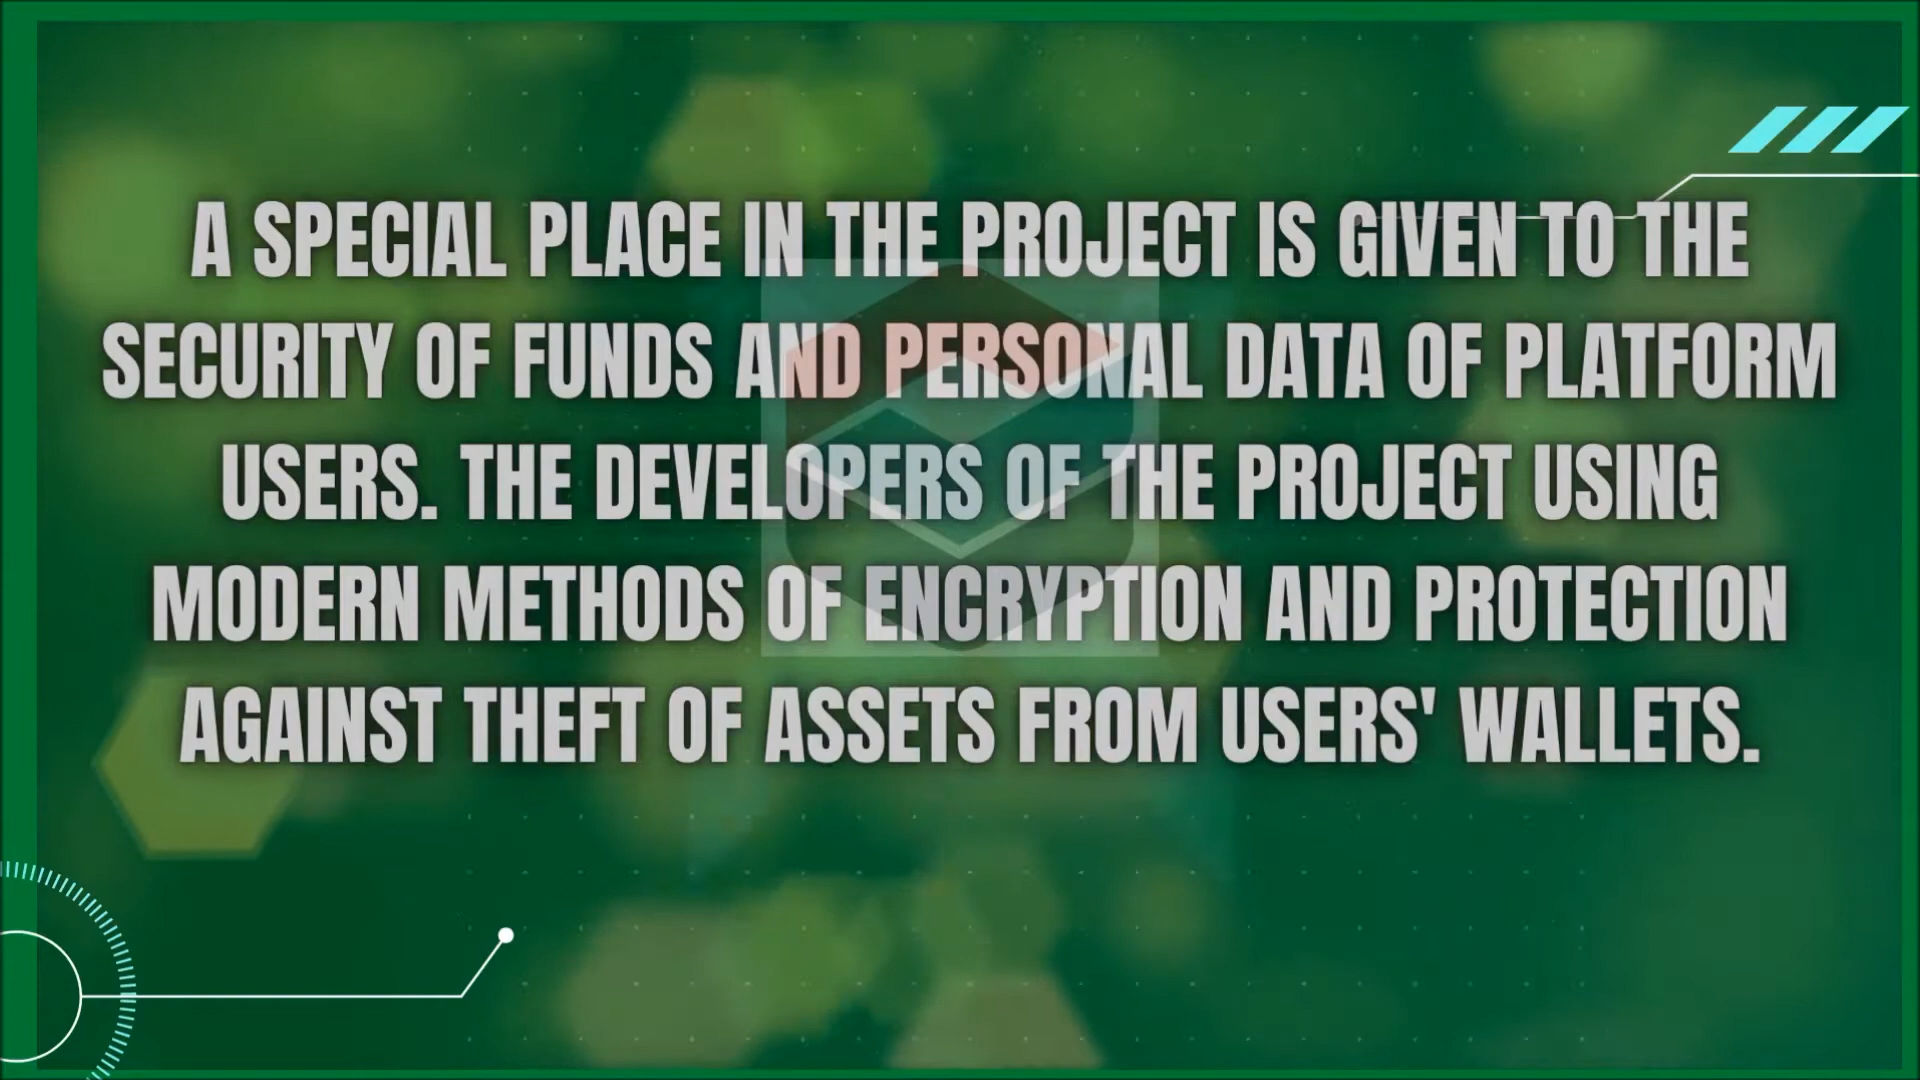 A SPECIAL PLACE IN THE PROJECT IS GIVEN TO THE
SECURITY OF FUNDS AND PERSONAL DATA OF PLATFORM
USERS. THE DEVELOPERS OF THE PROJECT USING
MODERN METHODS OF ENCRYPTION AND PROTECTION
AGAINST THEFT OF ASSETS FROM USERS' WALLETS.